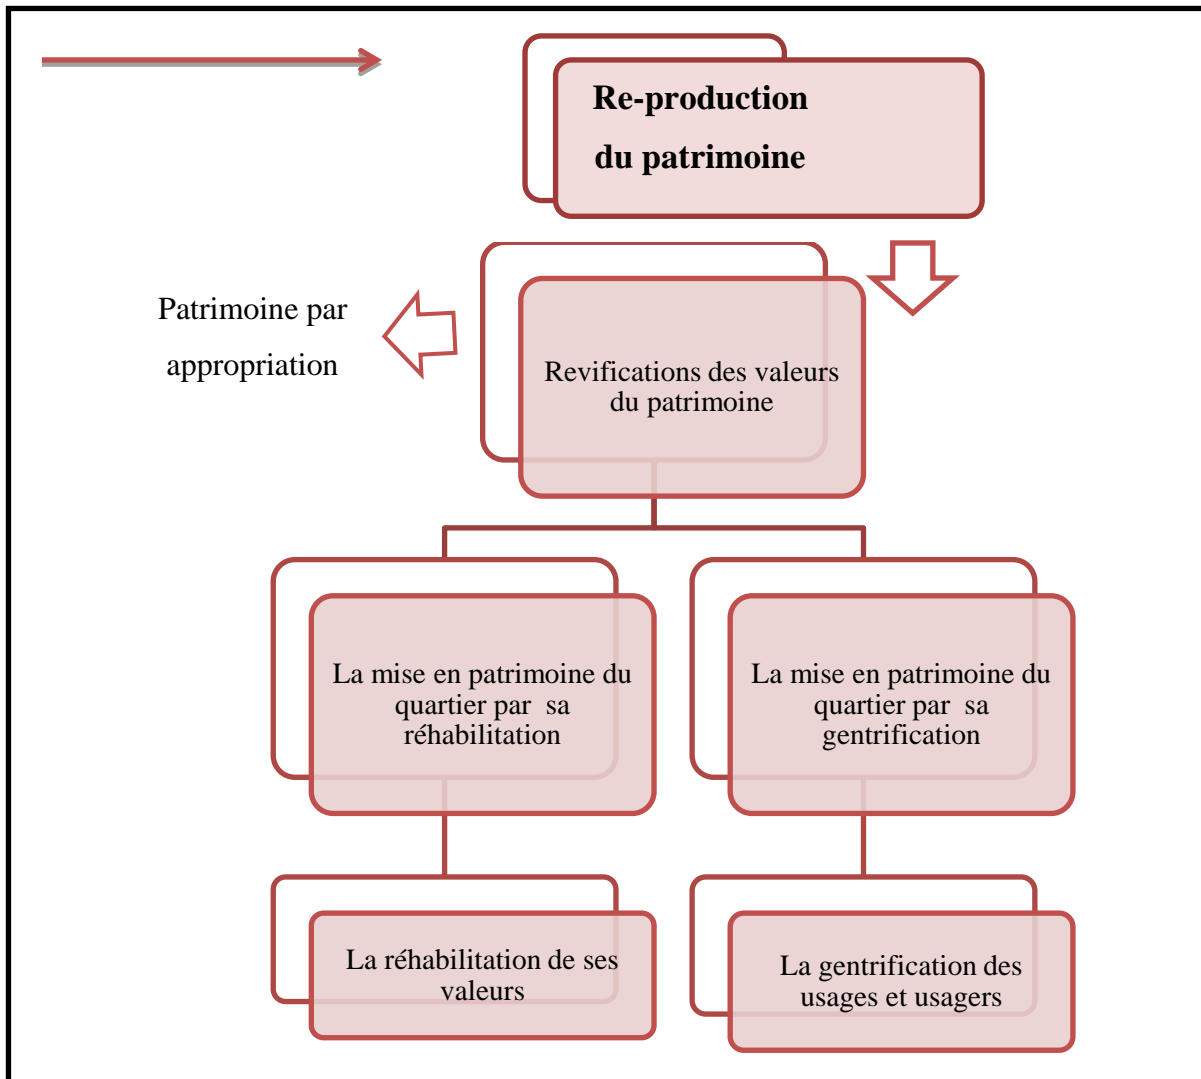 Re-production
du patrimoine
Patrimoine par
appropriation
Revifications des valeurs
du patrimoine
La mise en patrimoine du
quartier par  sa
réhabilitation
La mise en patrimoine du
quartier par  sa
gentrification
La réhabilitation de ses
valeurs
La gentrification des
usages et usagers